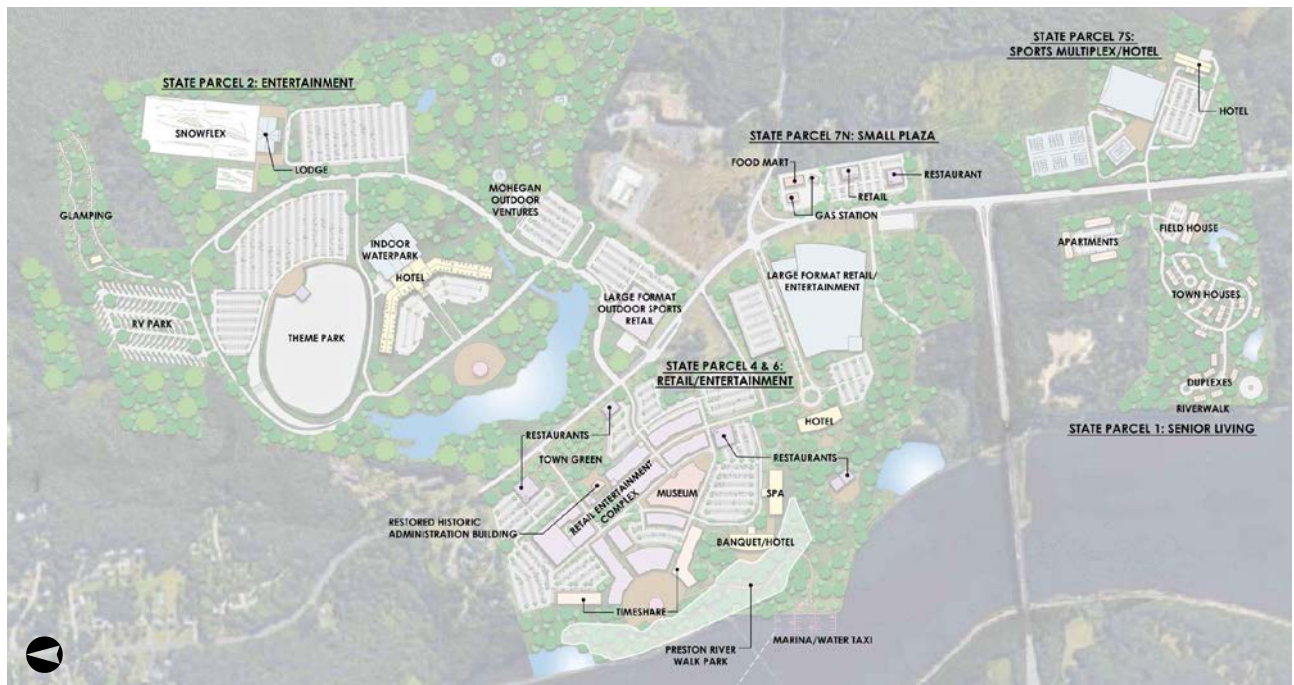 STATE PARCEL 7S:
SPORTS MULTIPLEX/HOTEL
STATE PARCEL 2: ENTERTAINMENT
SNOWFLEX
HOTEL
LODGE
STATE PARCEL 7N: SMALL PLAZA
FOOD MART
RESTAURANT
RETAIL
GAS STATION
MOHEGAN
OUTDOOR
VENTURES
GLAMPING
INDOOR
WATERPARK
HOTEL
FIELD HOUSE
APARTMENTS
LARGE FORMAT RETAIL/
ENTERTAINMENT
TOWN HOUSES
LARGE FORMAT
OUTDOOR SPORTS
RETAIL
RV PARK
THEME PARK
STATE PARCEL 4 & 6:
RETAIL/ENTERTAINMENT
DUPLEXES
RIVERWALK
STATE PARCEL 1: SENIOR LIVING
HOTEL
RESTAURANTS
TOWN GREEN
RESTAURANTS
RETAIL ENTERTAINMENT
COMPLEX
MUSEUM
SPA
RESTORED HISTORIC
ADMINISTRATION BUILDING
BANQUET/HOTEL
TIMESHARE
MARINA/WATER TAXI
PRESTON RIVER
WALK PARK